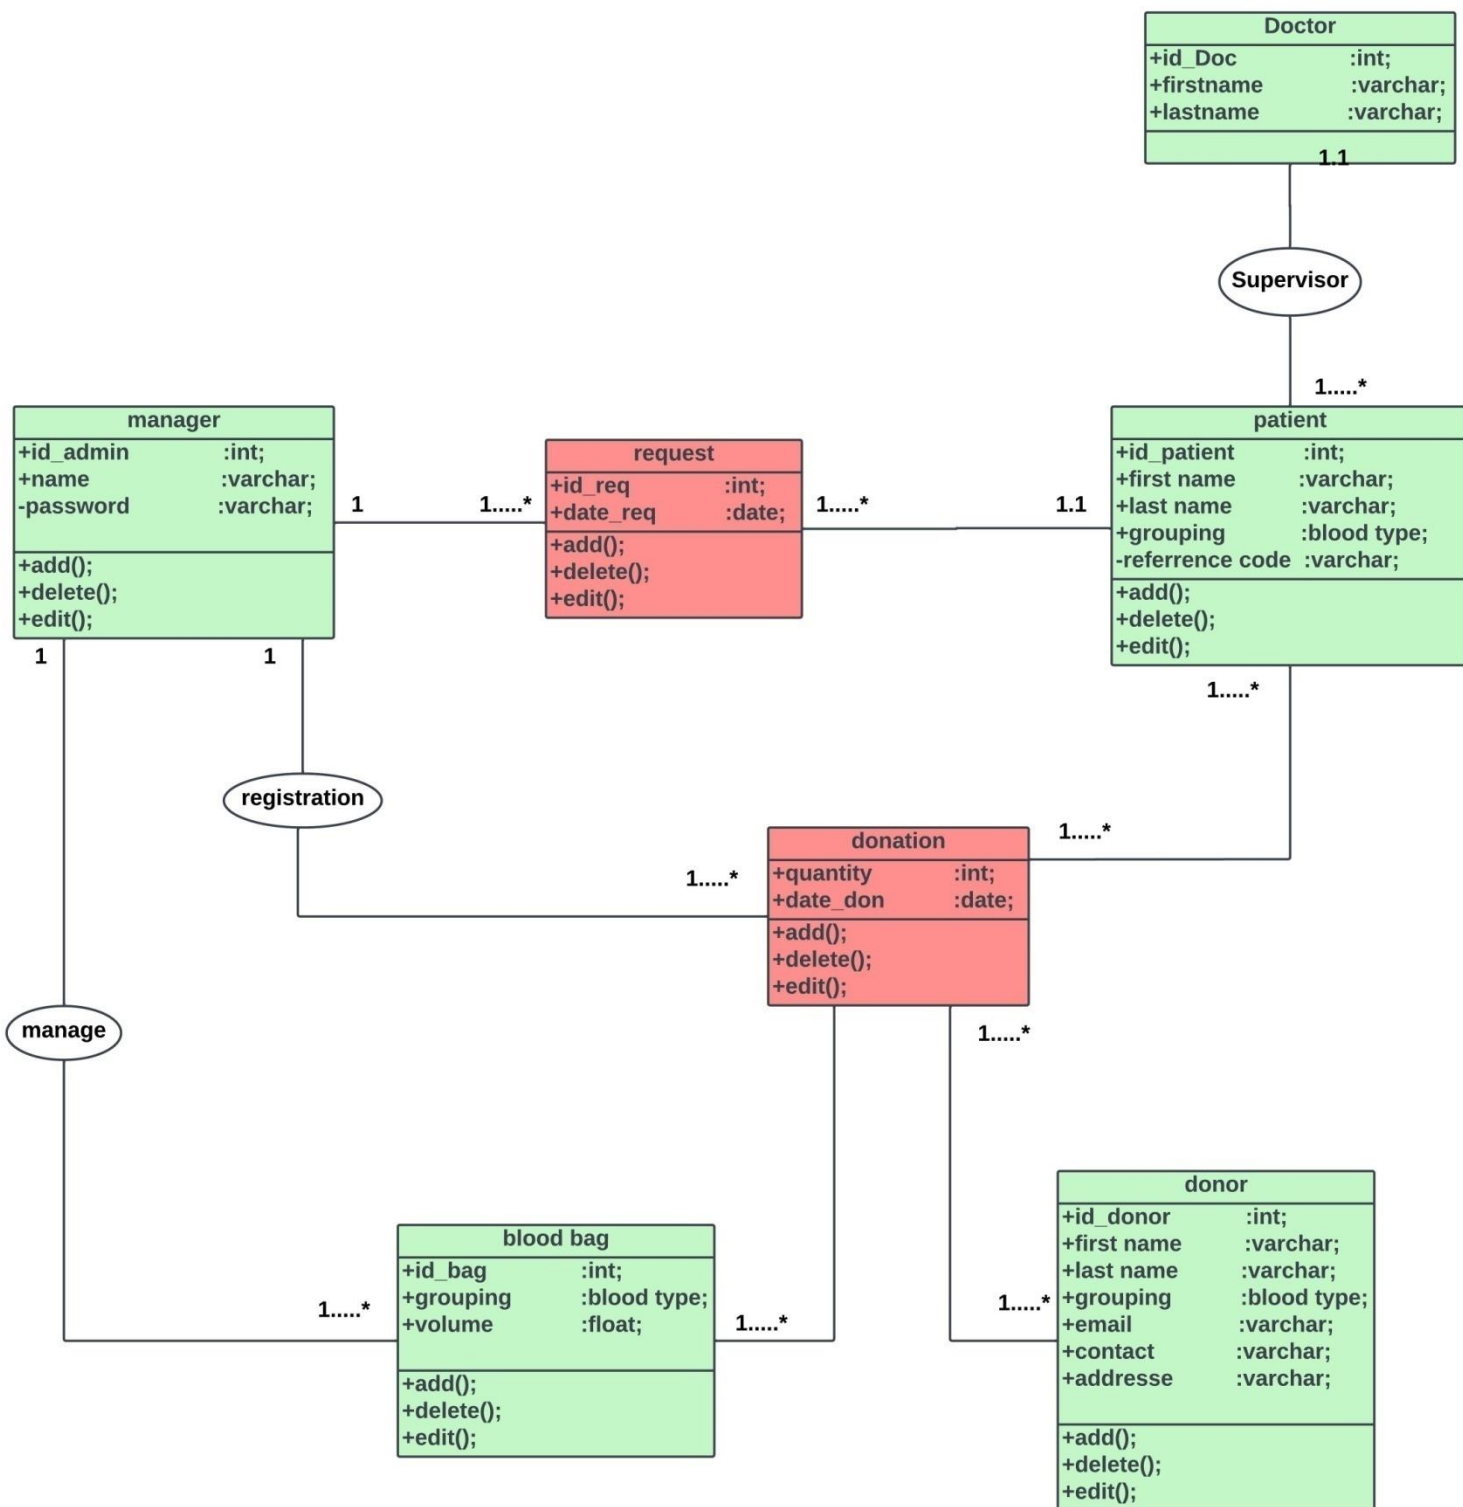 Doctor
+id_Doc :int;
+firstname :varchar;
+lastname :varchar;
1.1
Supervisor
1.....*
manager
+id_admin :int;
+name :varchar;
-password :varchar;
+add();
+delete();
+edit();
1
1.....*
request
+id_req :int;
+date_req :date;
+add();
+delete();
+edit();
1.....*
1.1
patient
+id_patient :int;
+first name :varchar;
+last name :varchar;
+grouping :blood type;
-referrence code :varchar;
+add();
+delete();
+edit();
1
1
1.....*
registration
1.....*
donation
+quantity :int;
+date_don :date;
+add();
+delete();
+edit();
1.....*
manage
1.....*
1.....*
blood bag
+id_bag :int;
+grouping :blood type;
+volume :float;
+add();
+delete();
+edit();
1.....*
1.....*
donor
+id_donor :int;
+first name :varchar;
+last name :varchar;
+grouping :blood type;
+email :varchar;
+contact :varchar;
+addresse :varchar;
+add();
+delete();
+edit();